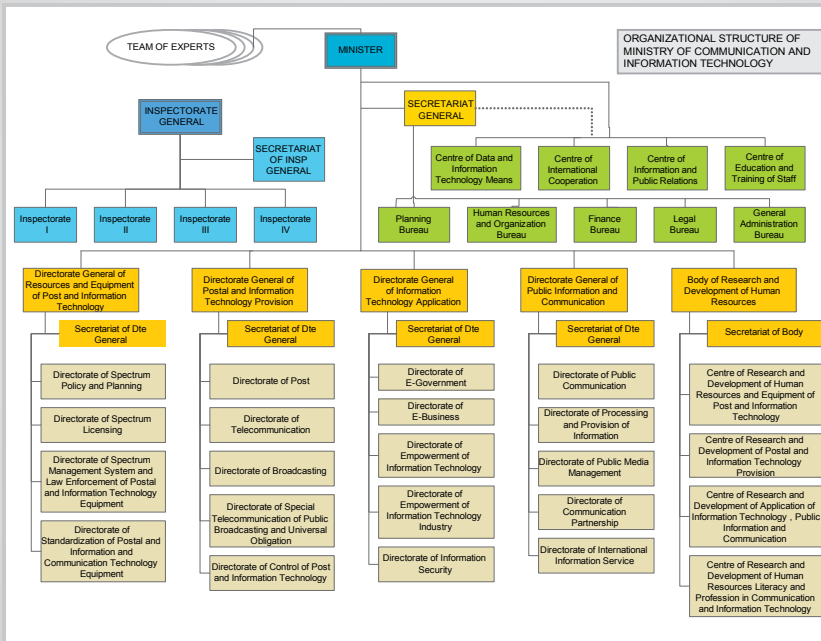 TEAM OF EXPERTS
MINISTER
ORGANIZATIONAL STRUCTURE OF
MINISTRY OF COMMUNICATION AND
INFORMATION TECHNOLOGY
INSPECTORATE
GENERAL
SECRETARIAT
GENERAL
SECRETARIAT
OF INSP
GENERAL
Centre of Data and
Information
Technology Means
Centre of
International
Cooperation
Centre of
Information and
Public Relations
Centre of
Education and
Training of Staff
Inspectorate
I
Inspectorate
II
Inspectorate
III
Inspectorate
IV
Planning
Bureau
Human Resources
and Organization
Bureau
Finance
Bureau
Legal
Bureau
General
Administration
Bureau
Directorate General of
Resources and Equipment
of Post and Information
Technology
Directorate General of
Postal and Information
Technology Provision
Directorate General
of Information
Technology Application
Directorate General of
Public Information and
Communication
Body of Research and
Development of Human
Resources
Secretariat of Dte
General
Secretariat of Dte
General
Secretariat of Dte
General
Secretariat of Dte
General
Secretariat of Body
Directorate of Spectrum
Policy and Planning
Directorate of Spectrum
Licensing
Directorate of Spectrum
Management System and
Law Enforcement of Postal
and Information Technology
Equipment
Directorate of
Standardization of Postal and
Information and
Communication Technology
Equipment
Directorate of Post
Directorate of
Telecommunication
Directorate of Broadcasting
Directorate of Special
Telecommunication of Public
Broadcasting and Universal
Obligation
Directorate of Control of Post
and Information Technology
Directorate of
E-Government
Directorate of
E-Business
Directorate of
Empowerment of
Information Technology
Directorate of
Empowerment of
Information Technology
Industry
Directorate of Information
Security
Directorate of Public
Communication
Directorate of Processing
and Provision of
Information
Directorate of Public Media
Management
Directorate of
Communication
Partnership
Directorate of International
Information Service
Centre of Research and
Development of Human
Resources and Equipment of
Post and Information
Technology
Centre of Research and
Development of Postal and
Information Technology
Provision
Centre of Research and
Development of Application of
Information Technology , Public
Information and
Communication
Centre of Research and
Development of Human
Resources Literacy and
Profession in Communication
and Information Technology